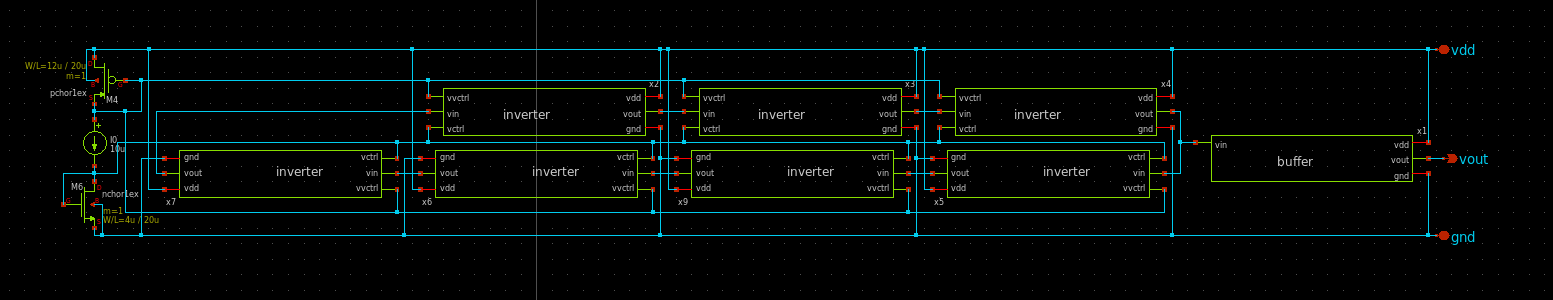 vdd
W/L=12u / 20u
m=1
pchor1ex
M4
I0
10u
M6
nchor1ex
m=1
W/L=4u / 20u
x2
vvctrl
vin
vctrl
inverter
vdd
vout
gnd
x3
vvctrl
vin
vctrl
inverter
vdd
vout
gnd
x4
vvctrl
vin
vctrl
inverter
vdd
vout
gnd
x1
vin
buffer
vdd
vout
gnd
vout
gnd
vout
vdd
inverter
vctrl
vin
vvctrl
x7
gnd
vout
vdd
inverter
vctrl
vin
vvctrl
x6
gnd
vout
vdd
inverter
vctrl
vin
vvctrl
x9
gnd
vout
vdd
inverter
vctrl
vin
vvctrl
x5
gnd